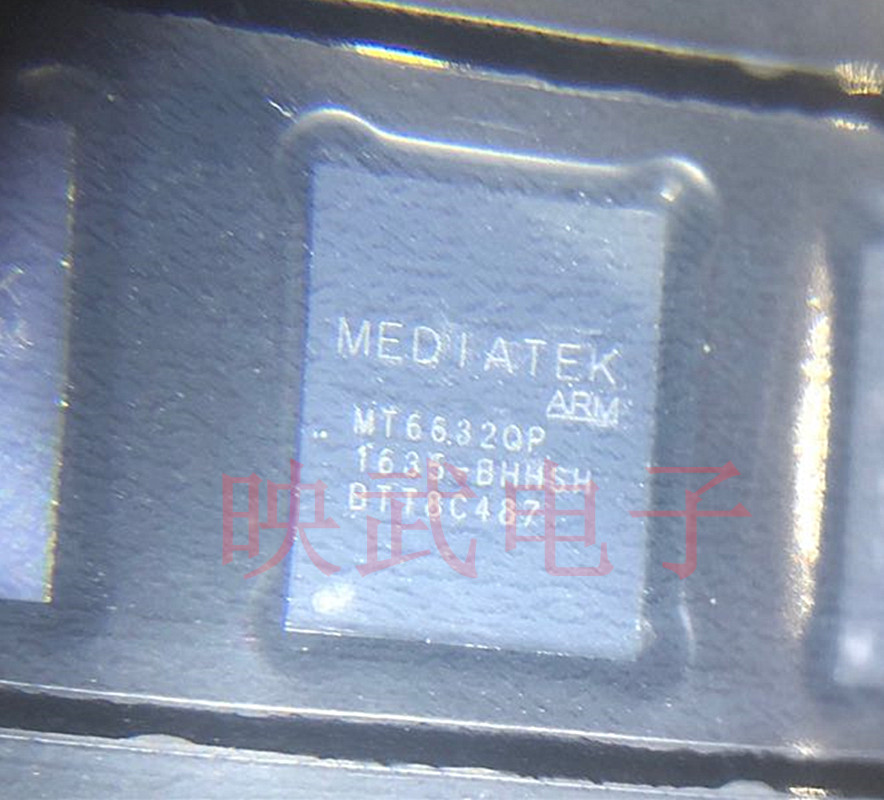 MEDIATEK
ARM
MT6632QP
1635-BHHSH
BTT8C487
映武电子